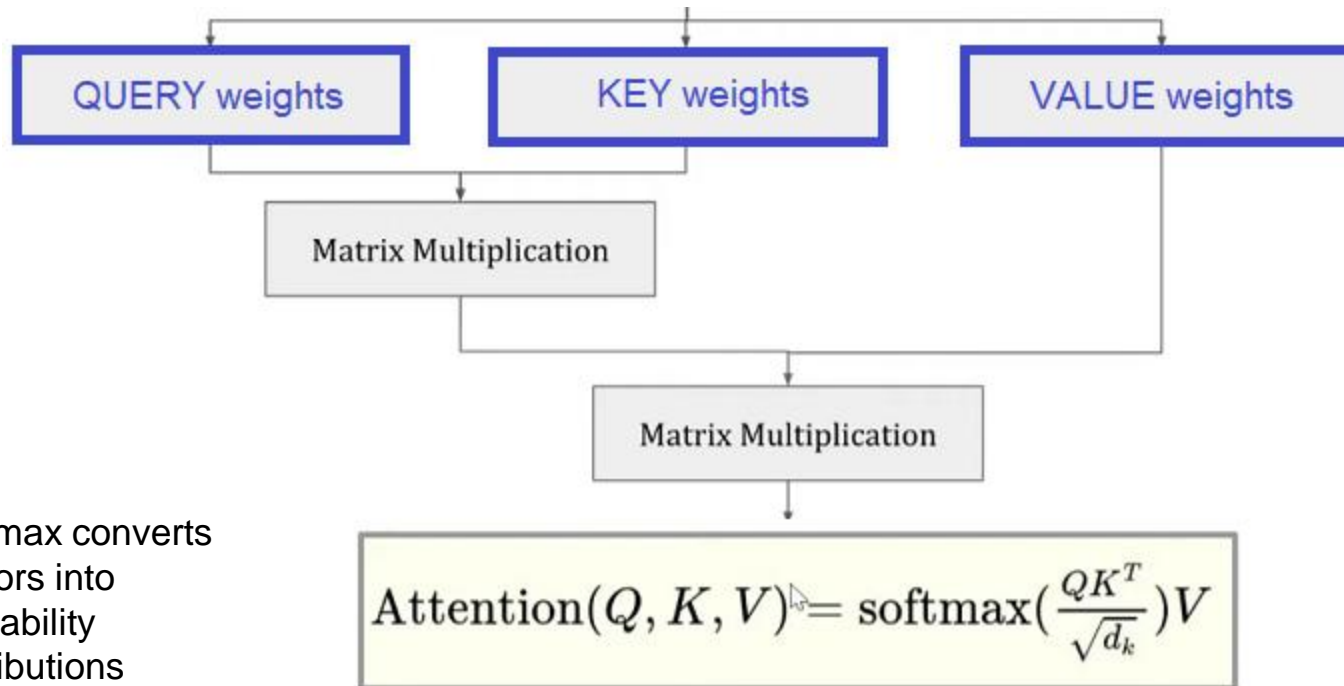 QUERY weights
KEY weights
VALUE weights
Matrix Multiplication
Matrix Multiplication
max converts
ors into
ability
ibutions
Attention(Q, K, V) = softmax(QK^T / √d_k)V